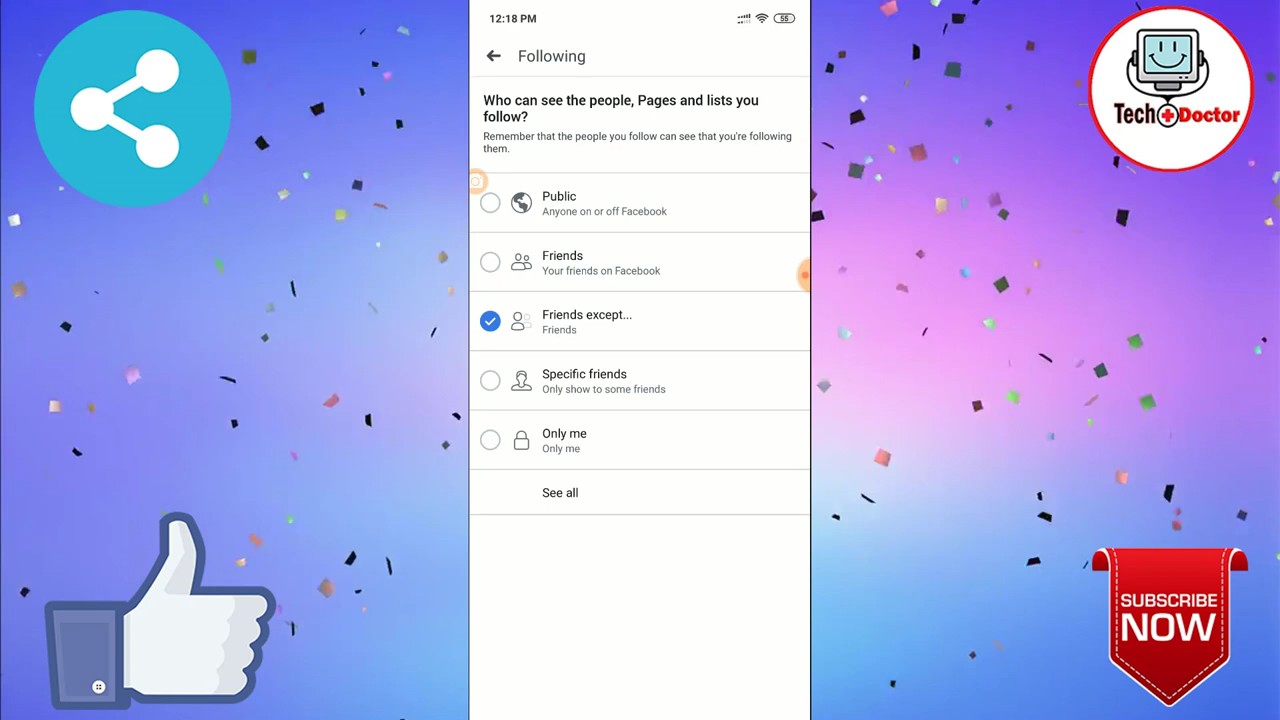 12:18 PM
55
Following
Who can see the people, Pages and lists you
follow?
Remember that the people you follow can see that you're following
them.
Public
Anyone on or off Facebook
Friends
Your friends on Facebook
Friends except...
Friends
Specific friends
Only show to some friends
Only me
Only me
See all
Tech Doctor
SUBSCRIBE
NOW